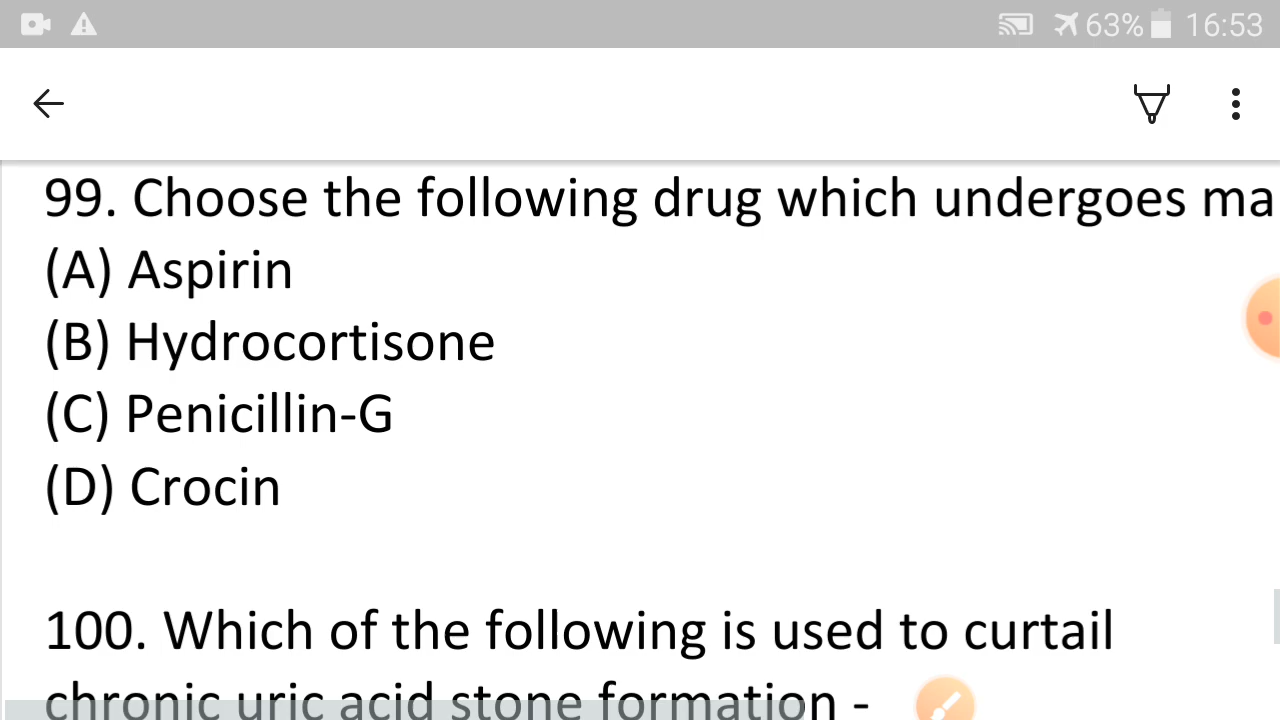 63% 16:53
99. Choose the following drug which undergoes ma
(A) Aspirin
(B) Hydrocortisone
(C) Penicillin-G
(D) Crocin
100. Which of the following is used to curtail
chronic uric acid stone formation -